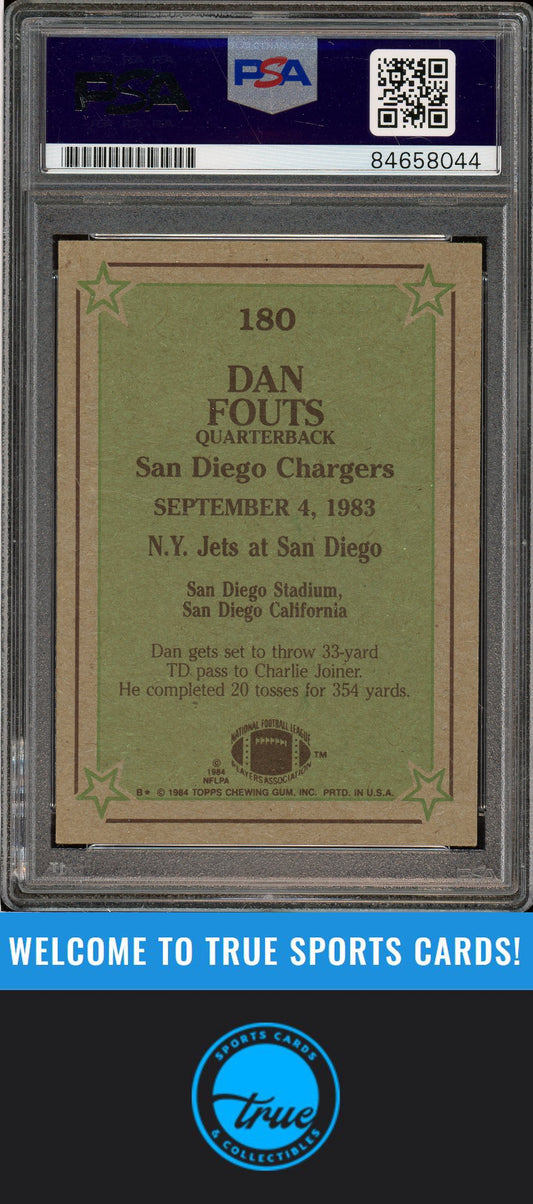 PSA
PSA
84658044
180
DAN
FOUTS
QUARTERBACK
San Diego Chargers
SEPTEMBER 4, 1983
N.Y. Jets at San Diego
San Diego Stadium,
San Diego California
Dan gets set to throw 33-yard
TD pass to Charlie Joiner.
He completed 20 tosses for 354 yards.
NATIONAL FOOTBALL LEAGUE
PLAYERS ASSOCIATION
TM
©
1984
NFLPA
B* © 1984 TOPPS CHEWING GUM, INC. PRTD. IN U.S.A.
WELCOME TO TRUE SPORTS CARDS!
SPORTS CARDS
true
& COLLECTIBLES